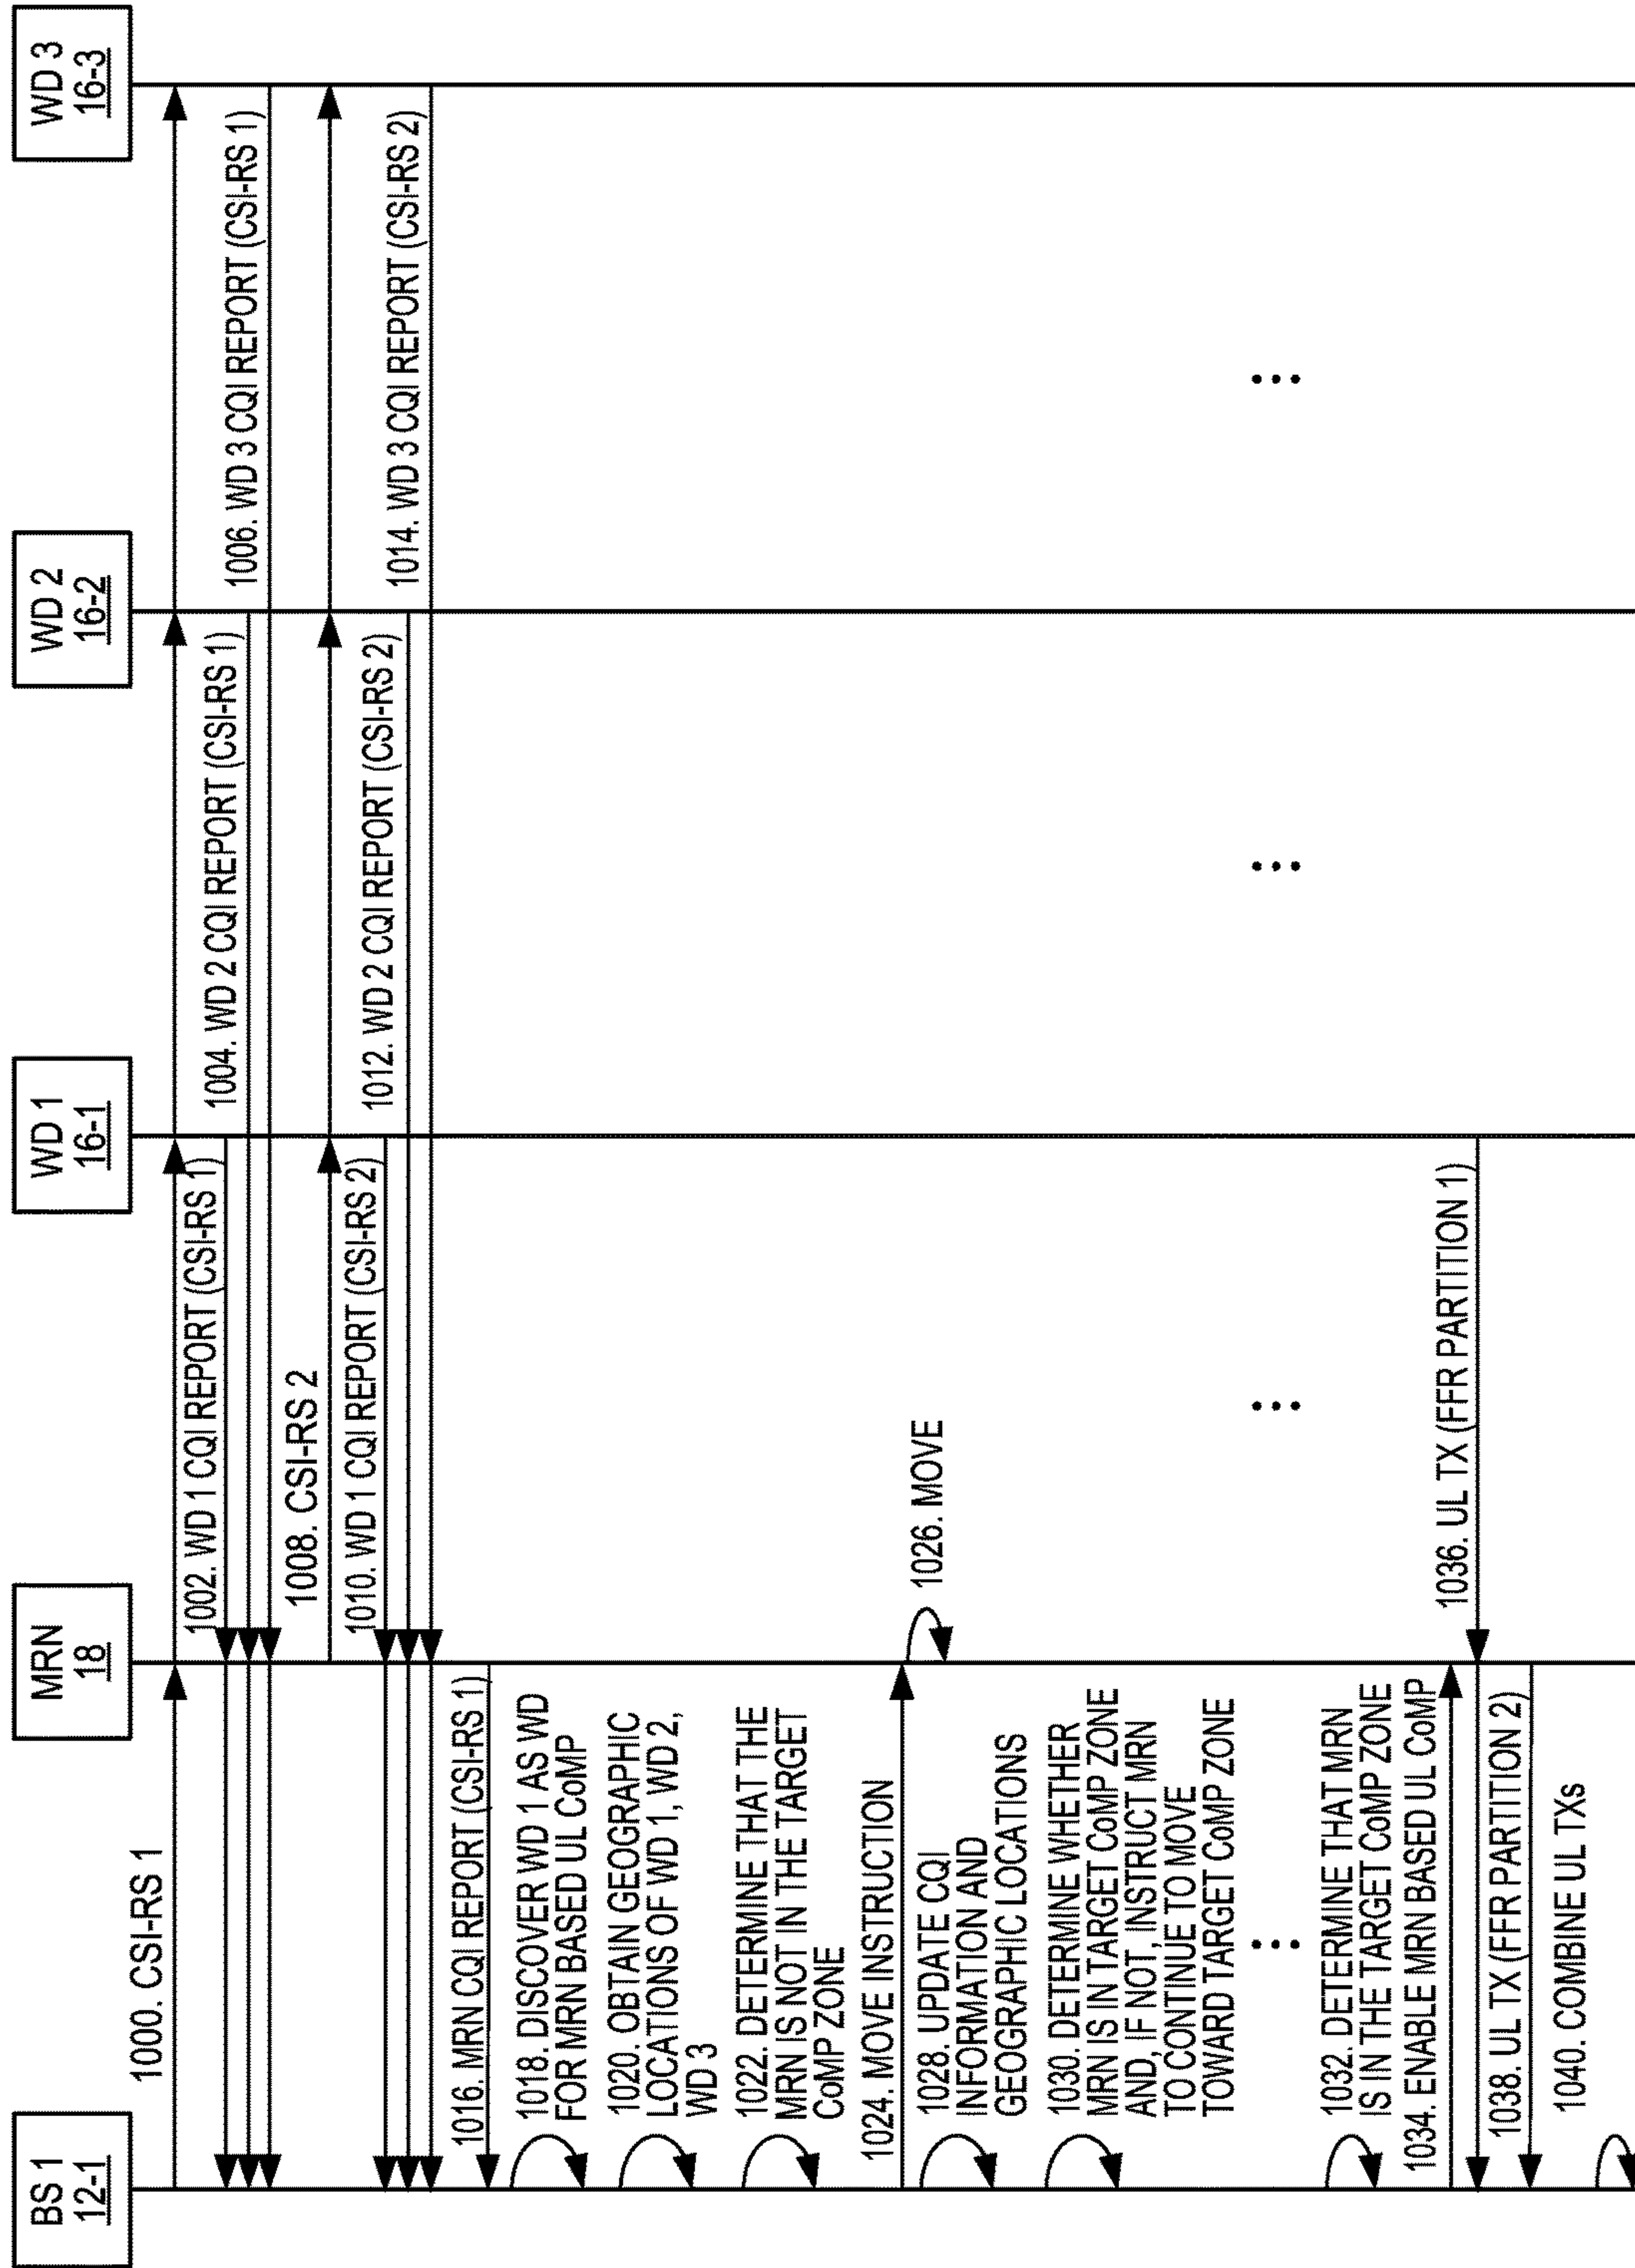 BS 1
12-1
MRN
18
WD 1
16-1
WD 2
16-2
WD 3
16-3
1000. CSI-RS 1
1002. WD 1 CQI REPORT (CSI-RS 1)
1004. WD 2 CQI REPORT (CSI-RS 1)
1006. WD 3 CQI REPORT (CSI-RS 1)
1008. CSI-RS 2
1010. WD 1 CQI REPORT (CSI-RS 2)
1012. WD 2 CQI REPORT (CSI-RS 2)
1014. WD 3 CQI REPORT (CSI-RS 2)
1016. MRN CQI REPORT (CSI-RS 1)
1018. DISCOVER WD 1 AS WD
FOR MRN BASED UL CoMP
1020. OBTAIN GEOGRAPHIC
LOCATIONS OF WD 1, WD 2,
WD 3
1022. DETERMINE THAT THE
MRN IS NOT IN THE TARGET
CoMP ZONE
1024. MOVE INSTRUCTION
1026. MOVE
1028. UPDATE CQI
INFORMATION AND
GEOGRAPHIC LOCATIONS
1030. DETERMINE WHETHER
MRN IS IN TARGET CoMP ZONE
AND, IF NOT, INSTRUCT MRN
TO CONTINUE TO MOVE
TOWARD TARGET CoMP ZONE
1032. DETERMINE THAT MRN
IS IN THE TARGET CoMP ZONE
1034. ENABLE MRN BASED UL CoMP
1036. UL TX (FFR PARTITION 1)
1038. UL TX (FFR PARTITION 2)
1040. COMBINE UL TXs